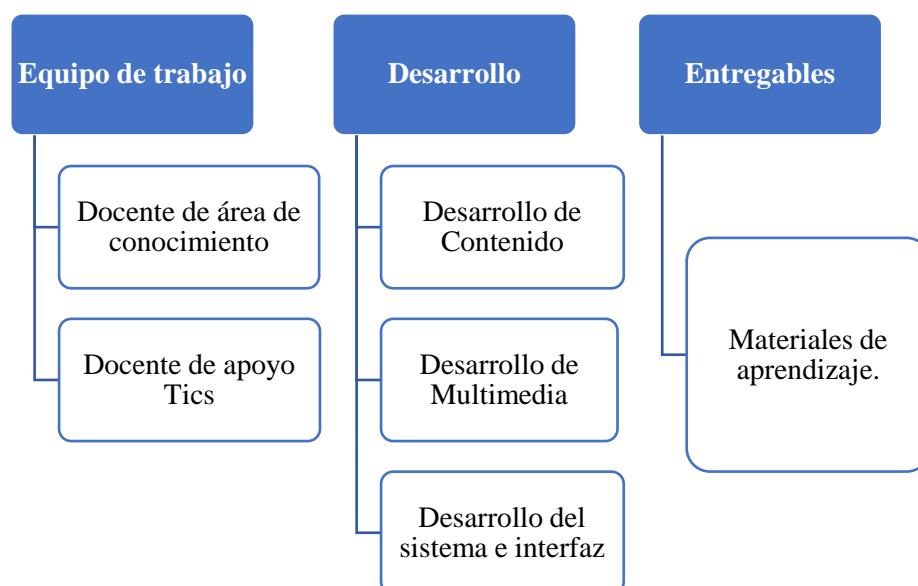 Equipo de trabajo
Docente de área de
conocimiento
Docente de apoyo
Tics
Desarrollo
Desarrollo de
Contenido
Desarrollo de
Multimedia
Desarrollo del
sistema e interfaz
Entregables
Materiales de
aprendizaje.